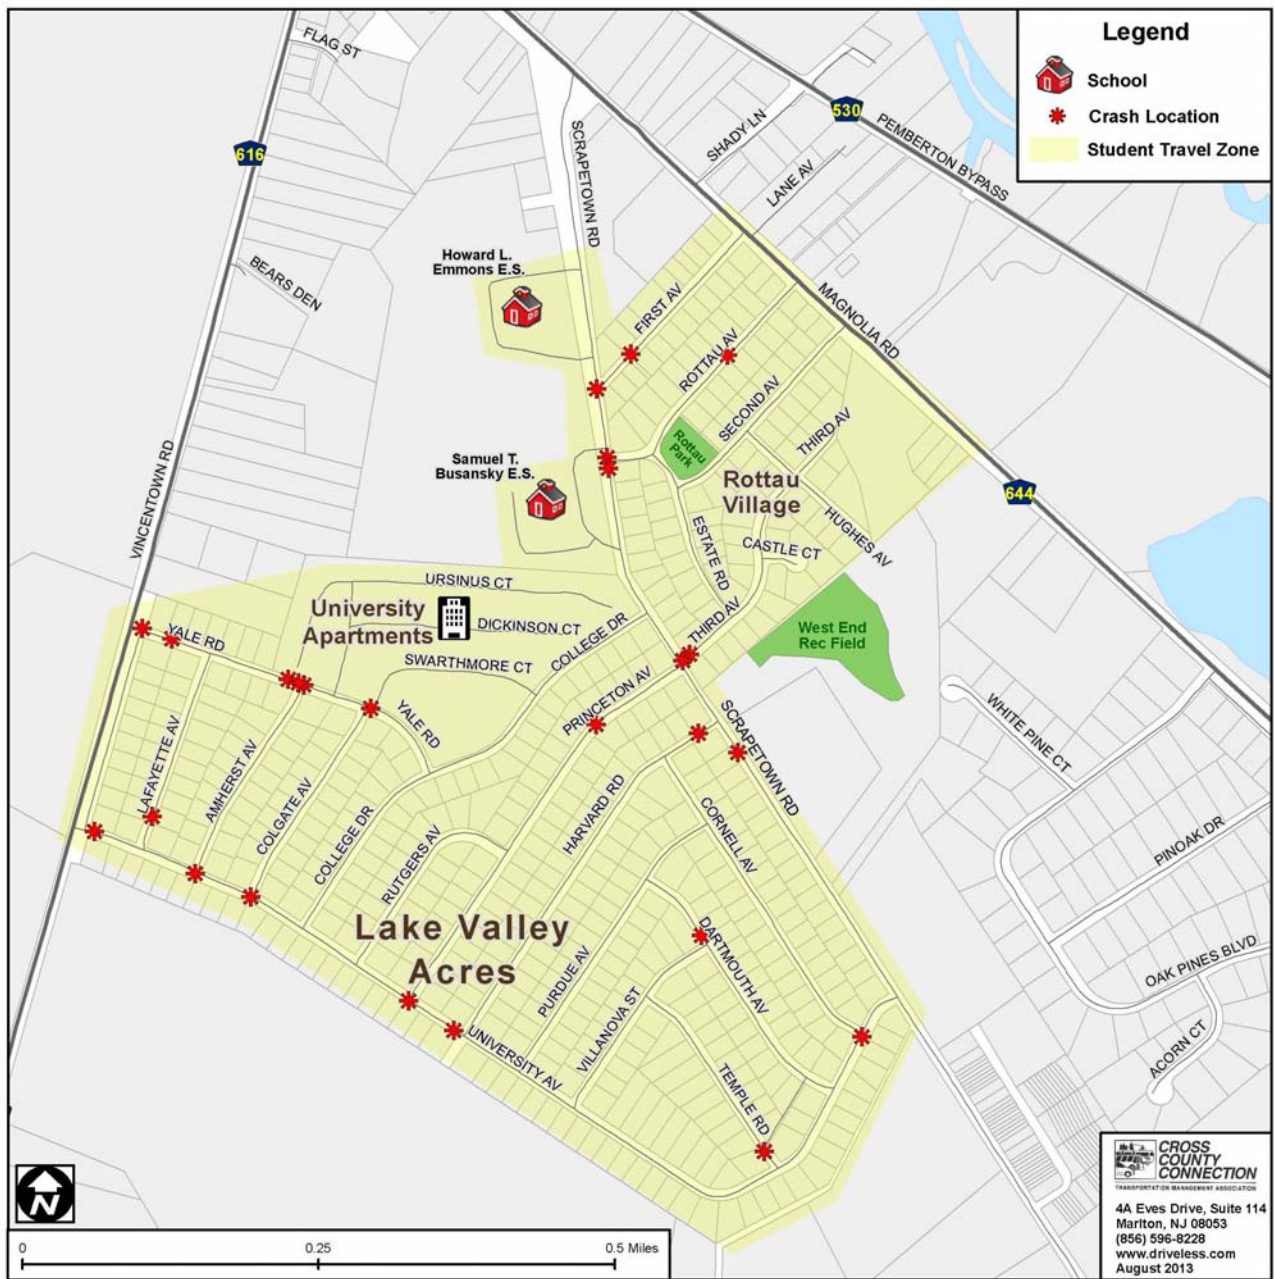 Legend
School
Crash Location
Student Travel Zone
FLAG ST
616
530
PEMBERTON BYPASS
SHADY LN
LANE AV
SCRAPETOWN RD
BEARS DEN
Howard L.
Emmons E.S.
FIRST AV
MAGNOLIA RD
ROTTAU AV
SECOND AV
THIRD AV
Rottau
Park
VINCENTOWN RD
Samuel T.
Busansky E.S.
Rottau
Village
644
HUGHES AV
ESTATE RD
CASTLE CT
URSINUS CT
University
Apartments
DICKINSON CT
COLLEGE DR
THIRD AV
West End
Rec Field
YALE RD
SWARTHMORE CT
PRINCETON AV
YALE RD
SCRAPETOWN RD
WHITE PINE CT
LAFAYETTE AV
AMHERST AV
COLGATE AV
COLLEGE DR
RUTGERS AV
HARVARD RD
CORNELL AV
PINOAK DR
Lake Valley
Acres
DARTMOUTH AV
PURDUE AV
OAK PINES BLVD
VILLANOVA ST
UNIVERSITY AV
TEMPLE RD
ACORN CT
N
0 0.25 0.5 Miles
CROSS
COUNTY
CONNECTION
TRANSPORTATION MANAGEMENT ASSOCIATION
4A Eves Drive, Suite 114
Marlton, NJ 08053
(856) 596-8228
www.driveless.com
August 2013